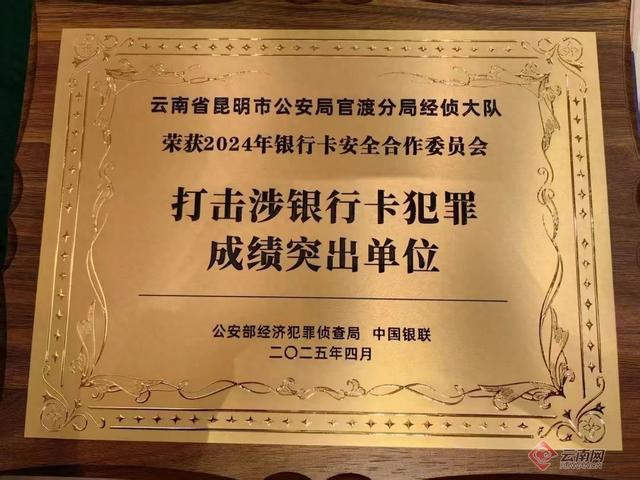 云南省昆明市公安局官渡分局经侦大队
荣获2024年银行卡安全合作委员会
打击涉银行卡犯罪
成绩突出单位
公安部经济犯罪侦查局 中国银联
二〇二五年四月
云南网
YUNNAN.CN